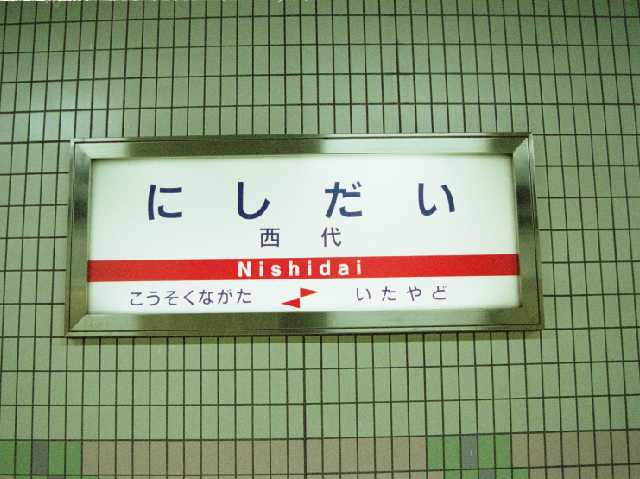 にしだい
西代
Nishidai
こうそくながた いたやど